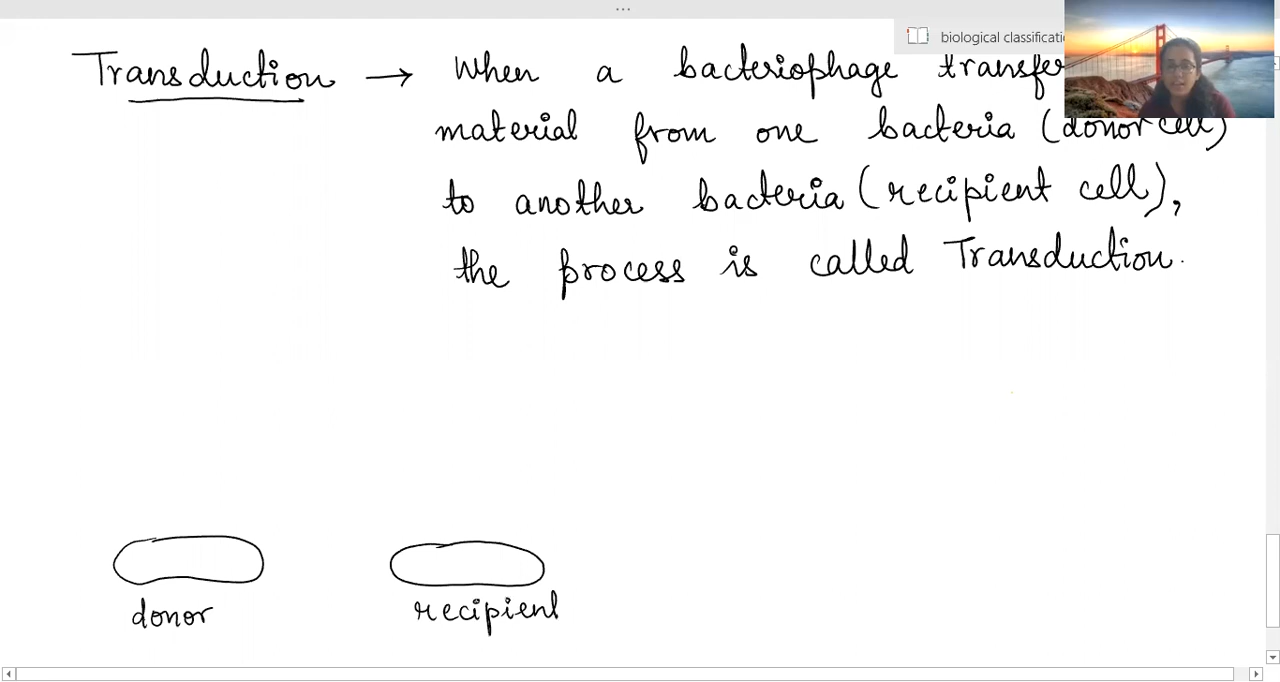 biological classificati
Transduction → When a bacteriophage transfer
material from one bacteria (donor cell)
to another bacteria (recipient cell),
the process is called Transduction.
donor recipient